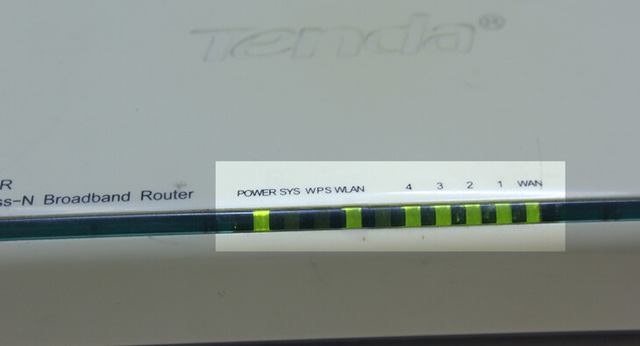 Tenda®
R
ss-N Broadband Router
POWER SYS WPS WLAN 4 3 2 1 WAN